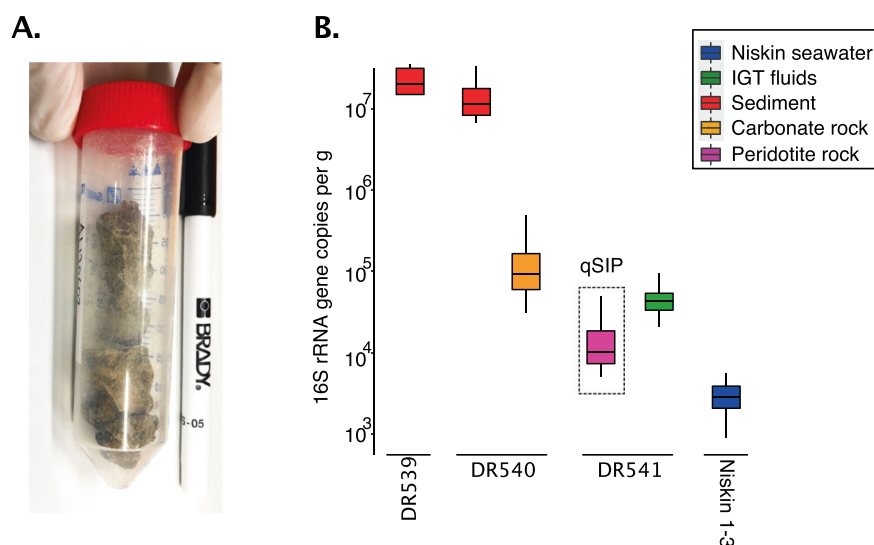 A.
B.
BRADY®
-05
16S rRNA gene copies per g
10^7
10^6
10^5
10^4
10^3
qSIP
Niskin seawater
IGT fluids
Sediment
Carbonate rock
Peridotite rock
DR539
DR540
DR541
Niskin 1-3